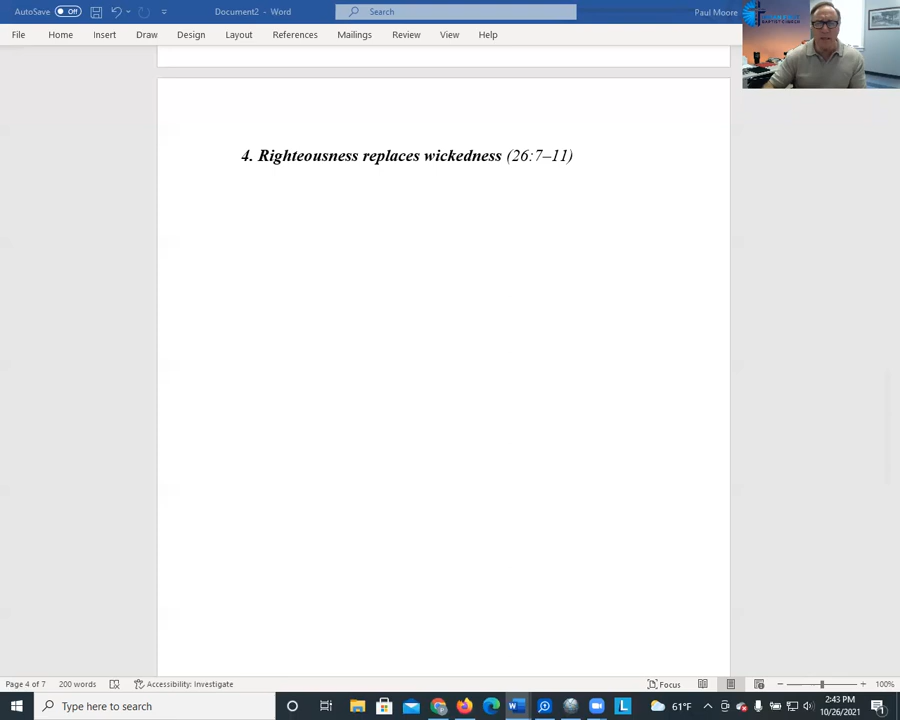 AutoSave Off Document2 - Word Search Paul Moore
File Home Insert Draw Design Layout References Mailings Review View Help
BAPTIST CHURCH
4. Righteousness replaces wickedness (26:7–11)
Page 4 of 7 200 words Accessibility: Investigate Focus 100%
Type here to search 61°F 2:43 PM
10/26/2021